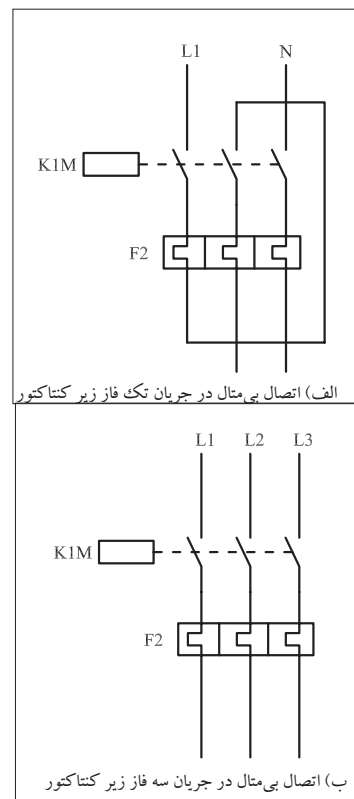 L1 N
K1M
F2
الف) اتصال بی‌متال در جریان تک فاز زیر کنتاکتور
L1 L2 L3
K1M
F2
ب) اتصال بی‌متال در جریان سه فاز زیر کنتاکتور